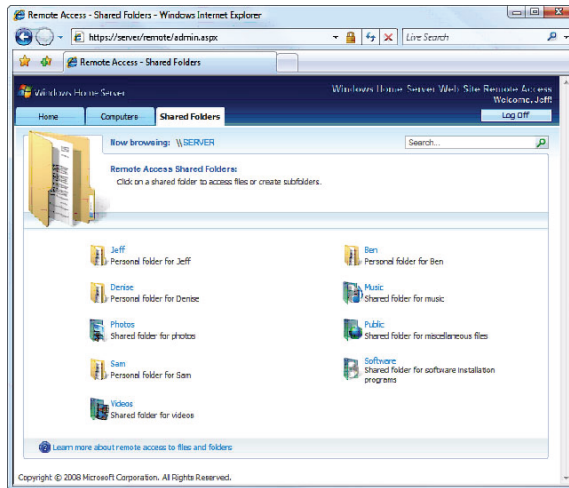 Remote Access - Shared Folders - Windows Internet Explorer
https://server/remote/admin.aspx
Live Search
Remote Access - Shared Folders
Windows Home Server
Windows Home Server Web Site Remote Access
Welcome, Jeff!
Home
Computers
Shared Folders
Log Off
Now browsing: \\SERVER
Search...
Remote Access Shared Folders:
Click on a shared folder to access files or create subfolders.
Jeff
Personal folder for Jeff
Ben
Personal folder for Ben
Denise
Personal folder for Denise
Music
Shared folder for music
Photos
Shared folder for photos
Public
Shared folder for miscellaneous files
Sam
Personal folder for Sam
Software
Shared folder for software installation
programs
Videos
Shared folder for videos
Learn more about remote access to files and folders
Copyright © 2008 Microsoft Corporation. All Rights Reserved.